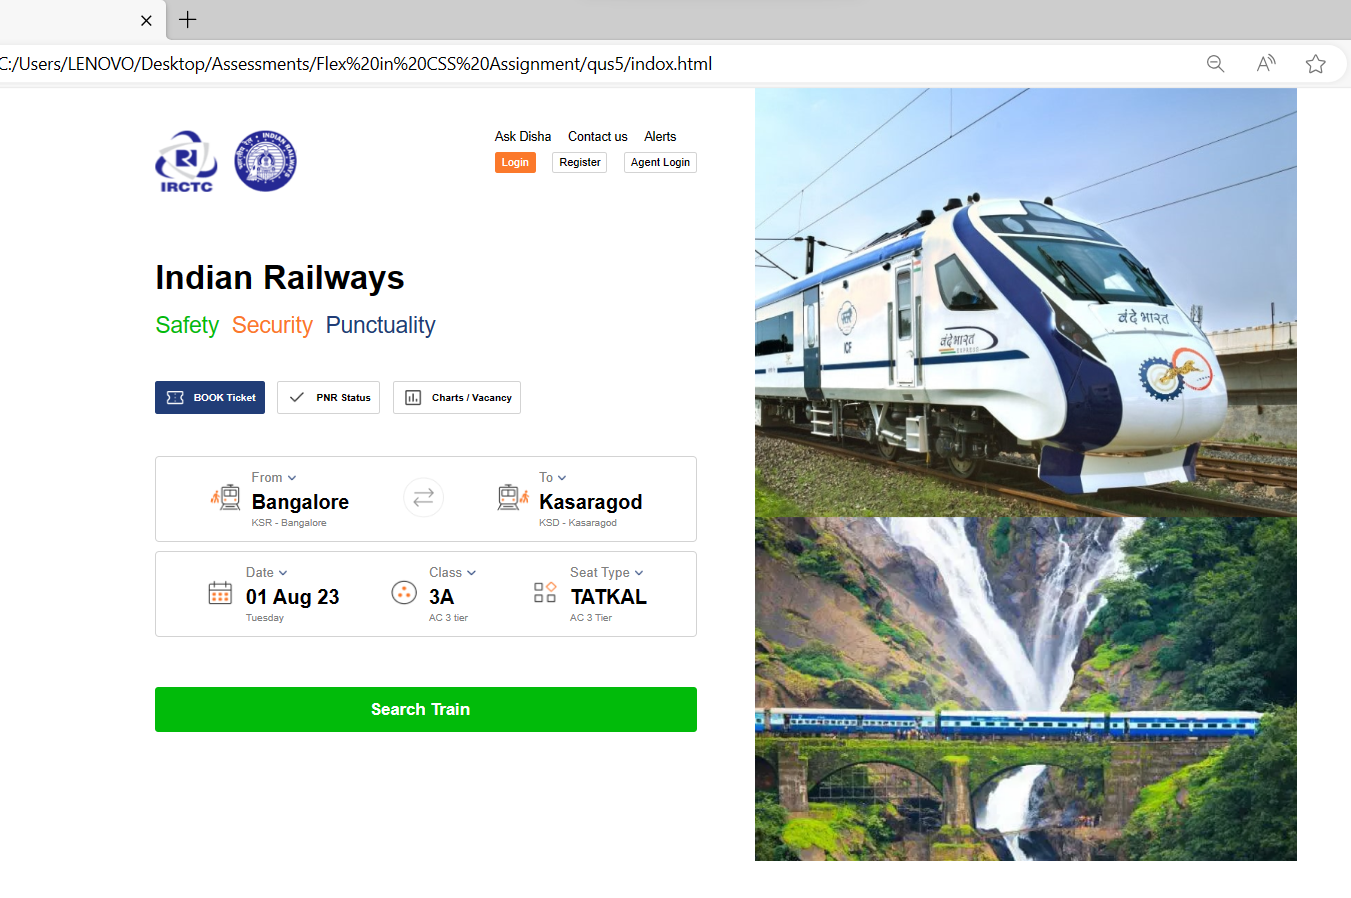 C:/Users/LENOVO/Desktop/Assessments/Flex%20in%20CSS%20Assignment/qus5/indox.html
IRCTC
INDIAN RAILWAYS
Ask Disha Contact us Alerts
Login Register Agent Login
Indian Railways
Safety Security Punctuality
BOOK Ticket PNR Status Charts / Vacancy
From
Bangalore
KSR - Bangalore
To
Kasaragod
KSD - Kasaragod
Date
01 Aug 23
Tuesday
Class
3A
AC 3 tier
Seat Type
TATKAL
AC 3 Tier
Search Train
वंदे भारत
ICF
वंदे भारत
EXPRESS